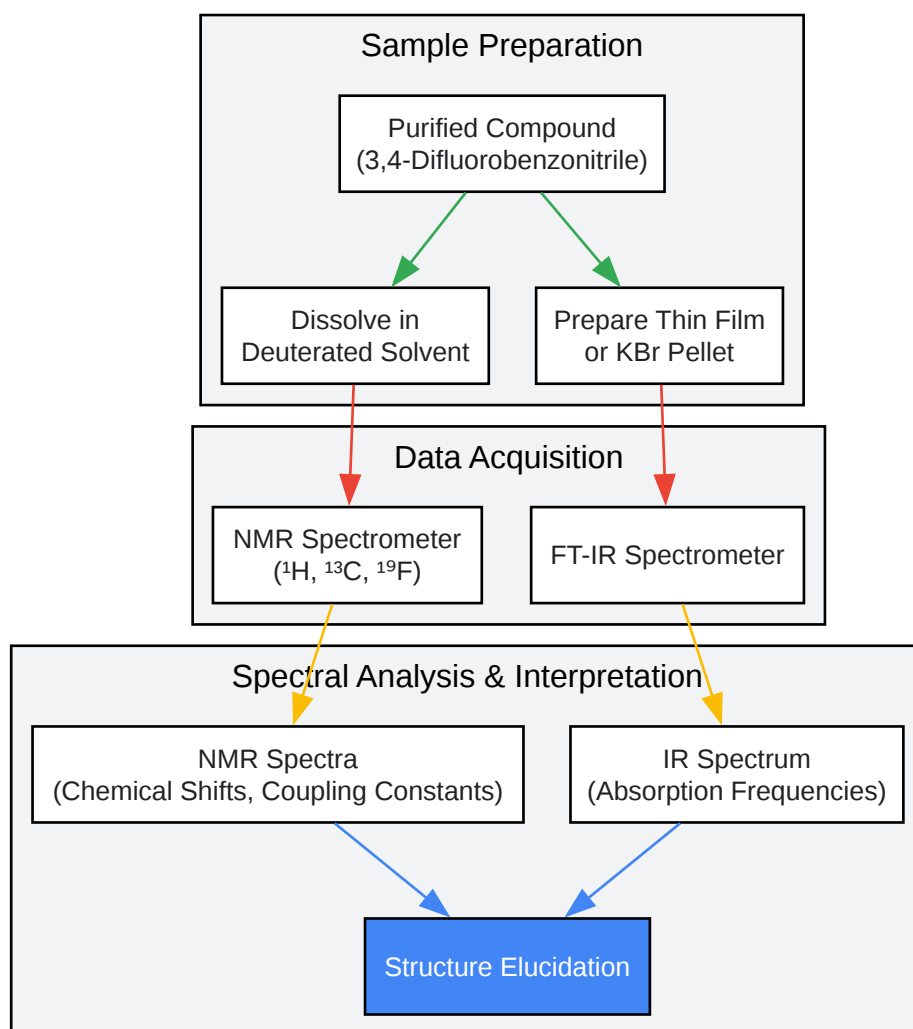 Sample Preparation
Purified Compound
(3,4-Difluorobenzonitrile)
Dissolve in
Deuterated Solvent
Prepare Thin Film
or KBr Pellet
Data Acquisition
NMR Spectrometer
(¹H, ¹³C, ¹⁹F)
FT-IR Spectrometer
Spectral Analysis & Interpretation
NMR Spectra
(Chemical Shifts, Coupling Constants)
IR Spectrum
(Absorption Frequencies)
Structure Elucidation